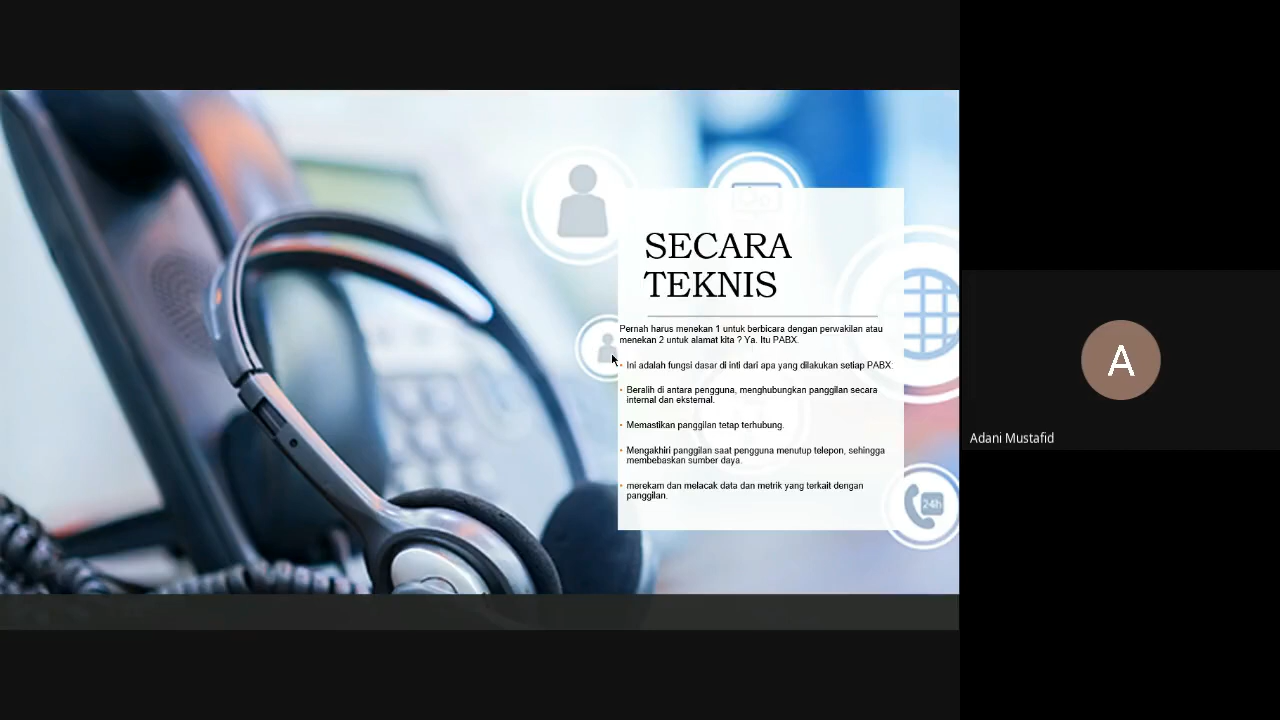 SECARA
TEKNIS
Pernah harus menekan 1 untuk berbicara dengan perwakilan atau
menekan 2 untuk alamat kita ? Ya. Itu PABX.
• Ini adalah fungsi dasar di inti dari apa yang dilakukan setiap PABX:
• Beralih di antara pengguna, menghubungkan panggilan secara
internal dan eksternal.
• Memastikan panggilan tetap terhubung.
• Mengakhiri panggilan saat pengguna menutup telepon, sehingga
membebaskan sumber daya.
• merekam dan melacak data dan metrik yang terkait dengan
panggilan.
24h
A
Adani Mustafid